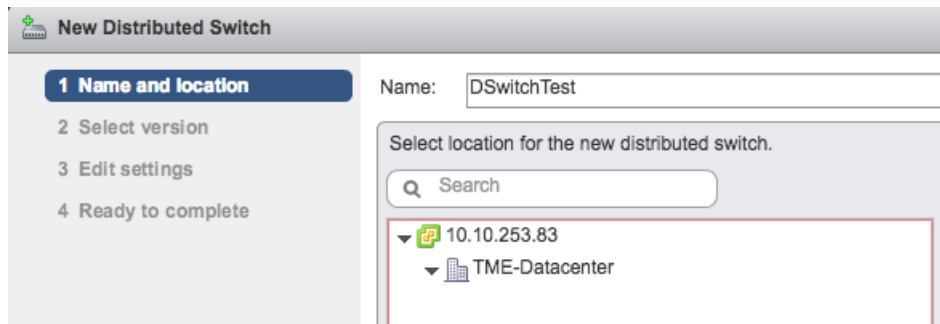 New Distributed Switch
1 Name and location
2 Select version
3 Edit settings
4 Ready to complete
Name: DSwitchTest
Select location for the new distributed switch.
Search
10.10.253.83
TME-Datacenter